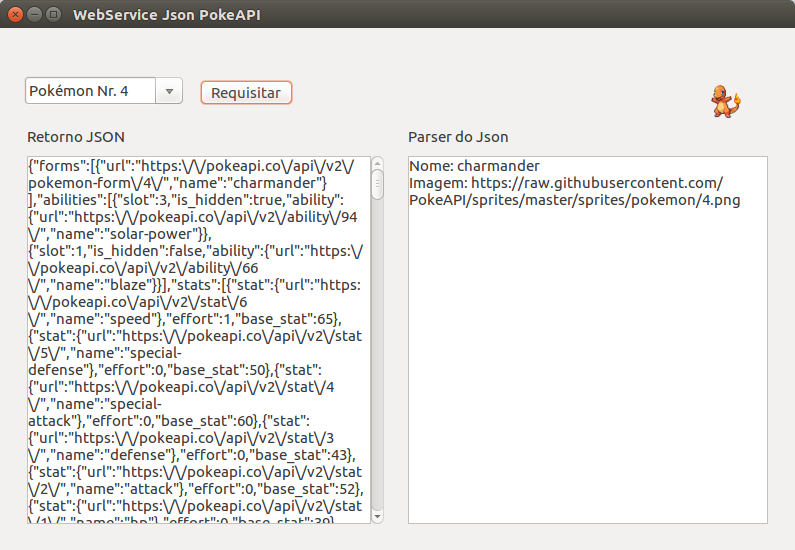 WebService Json PokeAPI
Pokémon Nr. 4
Requisitar
Retorno JSON
Parser do Json
{"forms":[{"url":"https:\/\/pokeapi.co\/api\/v2\/
pokemon-form\/4\/","name":"charmander"}
],"abilities":[{"slot":3,"is_hidden":true,"ability":
{"url":"https:\/\/pokeapi.co\/api\/v2\/ability\/94
\/","name":"solar-power"}},
{"slot":1,"is_hidden":false,"ability":{"url":"https:\/
\/pokeapi.co\/api\/v2\/ability\/66
\/","name":"blaze"}}],"stats":[{"stat":{"url":"https:
\/\/pokeapi.co\/api\/v2\/stat\/6
\/","name":"speed"},"effort":1,"base_stat":65},
{"stat":{"url":"https:\/\/pokeapi.co\/api\/v2\/stat
\/5\/","name":"special-
defense"},"effort":0,"base_stat":50},{"stat":
{"url":"https:\/\/pokeapi.co\/api\/v2\/stat\/4
\/","name":"special-
attack"},"effort":0,"base_stat":60},{"stat":
{"url":"https:\/\/pokeapi.co\/api\/v2\/stat\/3
\/","name":"defense"},"effort":0,"base_stat":43},
{"stat":{"url":"https:\/\/pokeapi.co\/api\/v2\/stat
\/2\/","name":"attack"},"effort":0,"base_stat":52},
{"stat":{"url":"https:\/\/pokeapi.co\/api\/v2\/stat
\/1\/","name":"hp"},"effort":0,"base_stat":39}
Nome: charmander
Imagem: https://raw.githubusercontent.com/
PokeAPI/sprites/master/sprites/pokemon/4.png